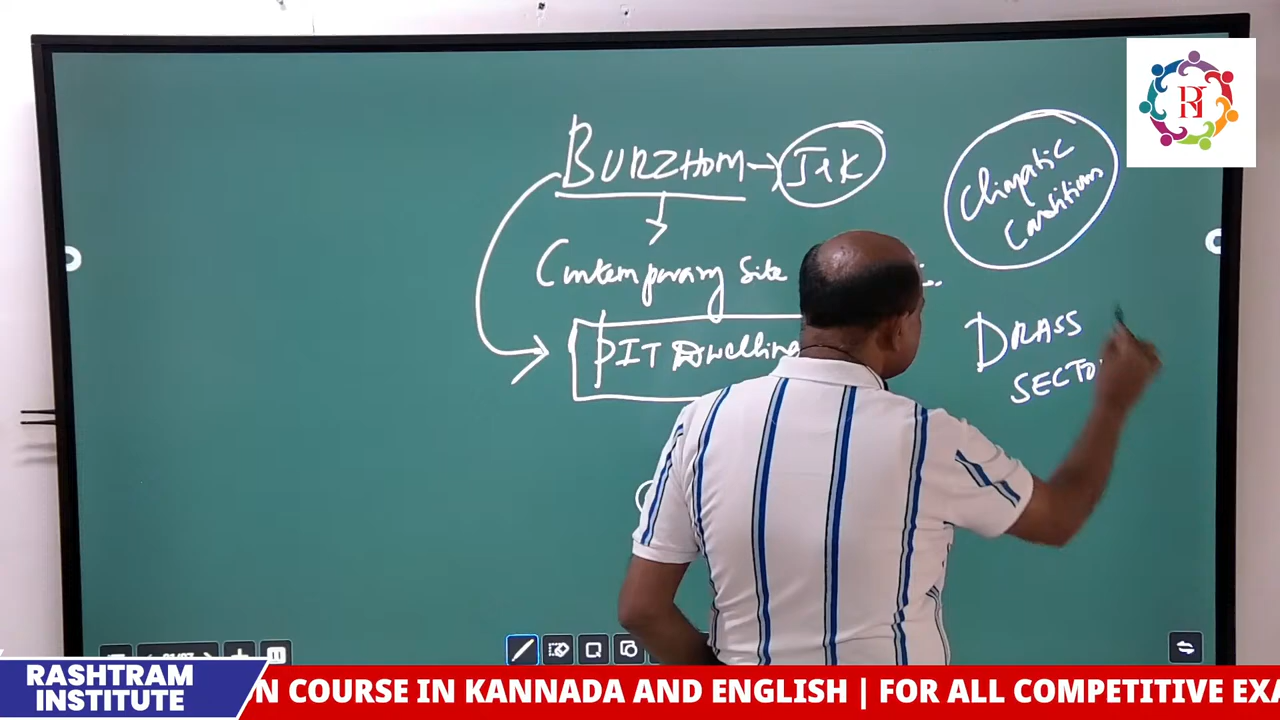 BURZHOM → J&K
Contemporary Site
PIT Dwelling
Climatic
Conditions
DRASS
SECTO
RASHTRAM
INSTITUTE
N COURSE IN KANNADA AND ENGLISH | FOR ALL COMPETITIVE EXA